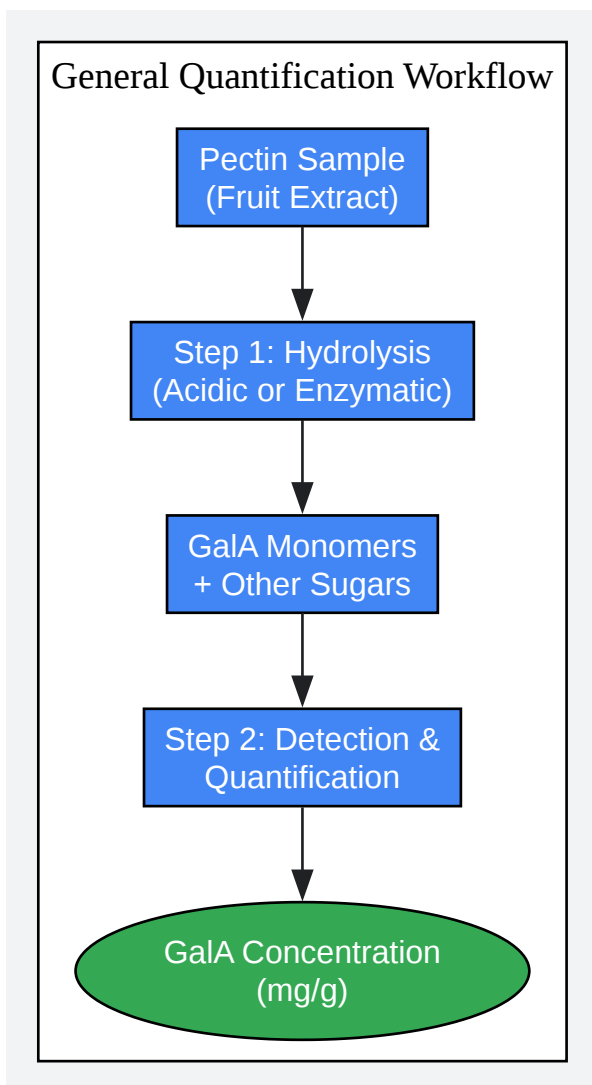 General Quantification Workflow
Pectin Sample
(Fruit Extract)
Step 1: Hydrolysis
(Acidic or Enzymatic)
GalA Monomers
+ Other Sugars
Step 2: Detection &
Quantification
GalA Concentration
(mg/g)